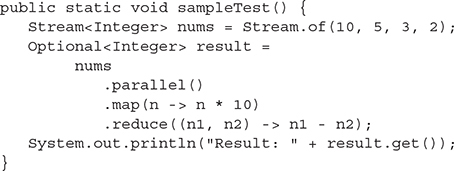 public static void sampleTest() {
    Stream<Integer> nums = Stream.of(10, 5, 3, 2);
    Optional<Integer> result =
        nums
            .parallel()
            .map(n -> n * 10)
            .reduce((n1, n2) -> n1 - n2);
    System.out.println("Result: " + result.get());
}